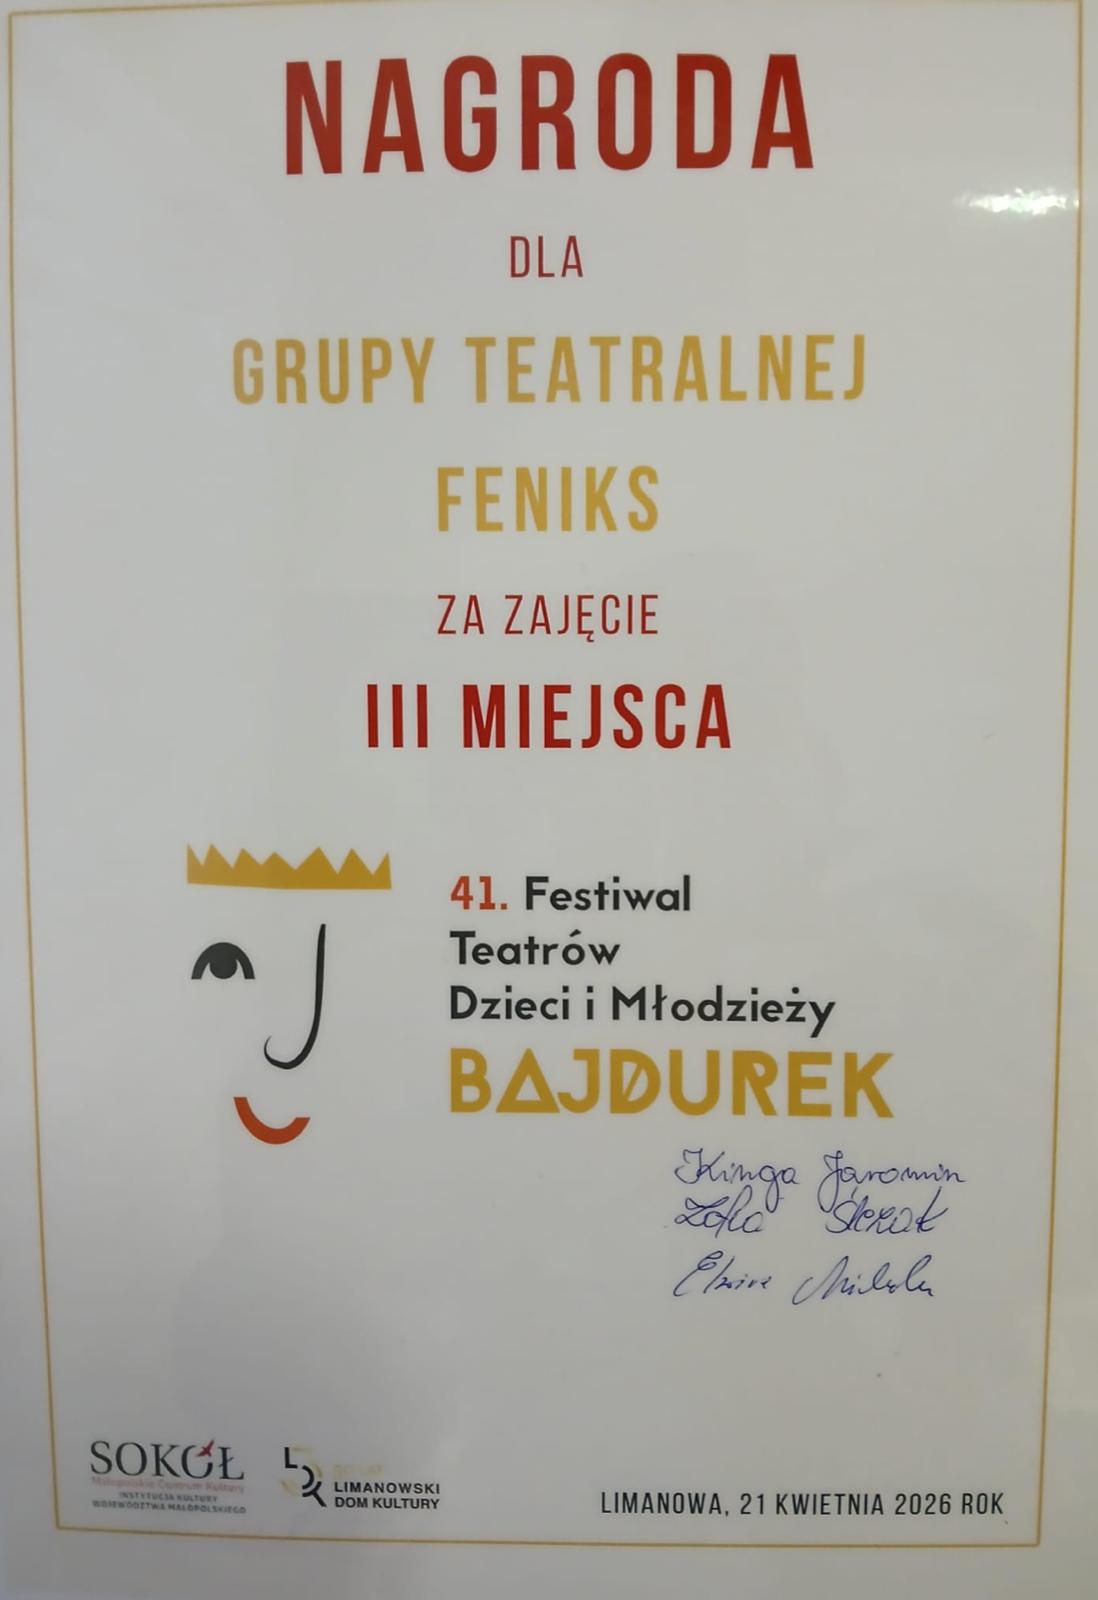 NAGRODA
DLA
GRUPY TEATRALNEJ
FENIKS
ZA ZAJĘCIE
III MIEJSCA
41. Festiwal
Teatrów
Dzieci i Młodzieży
BAJDUREK
Kinga Jaromin
Zofia
SOKÓŁ
Małopolskie Centrum Kultury
INSTYTUCJA KULTURY
WOJEWÓDZTWA MAŁOPOLSKIEGO
LDK
LIMANOWSKI
DOM KULTURY
LIMANOWA, 21 KWIETNIA 2026 ROK